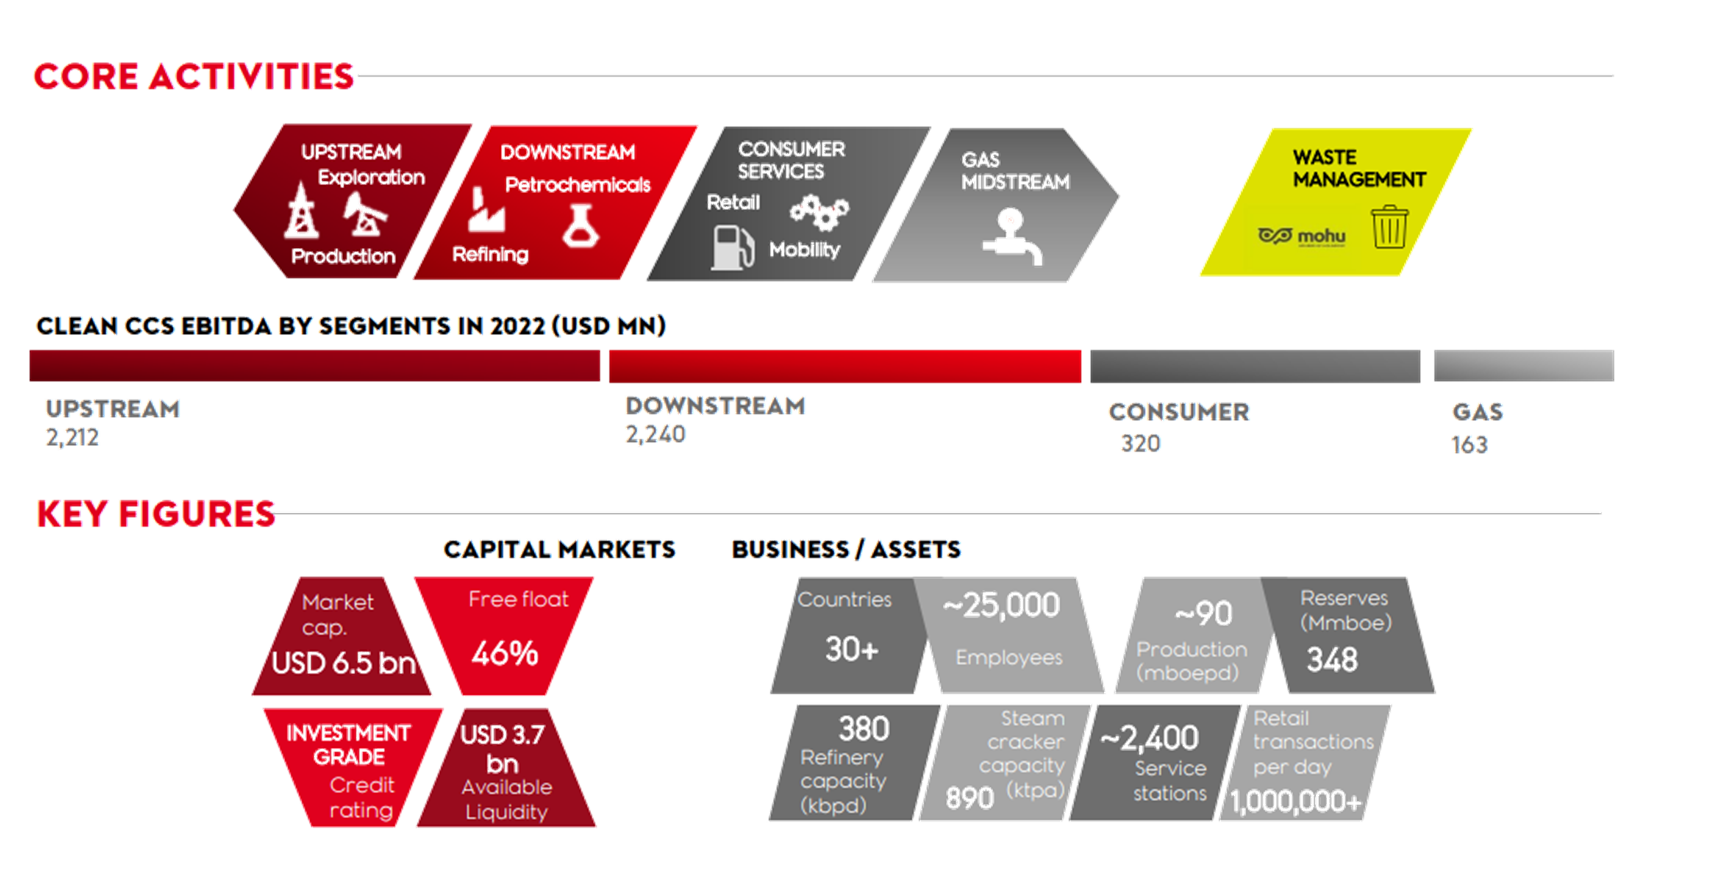 CORE ACTIVITIES
UPSTREAM
Exploration
Production
DOWNSTREAM
Petrochemicals
Refining
CONSUMER
SERVICES
Retail
Mobility
GAS
MIDSTREAM
WASTE
MANAGEMENT
mohu
CLEAN CCS EBITDA BY SEGMENTS IN 2022 (USD MN)
UPSTREAM
2,212
DOWNSTREAM
2,240
CONSUMER
320
GAS
163
KEY FIGURES
CAPITAL MARKETS
Market
cap.
USD 6.5 bn
Free float
46%
INVESTMENT
GRADE
Credit
rating
USD 3.7
bn
Available
Liquidity
BUSINESS / ASSETS
Countries
30+
~25,000
Employees
~90
Production
(mboepd)
Reserves
(Mmboe)
348
380
Refinery
capacity
(kbpd)
Steam
cracker
capacity
890 (ktpa)
~2,400
Service
stations
Retail
transactions
per day
1,000,000+